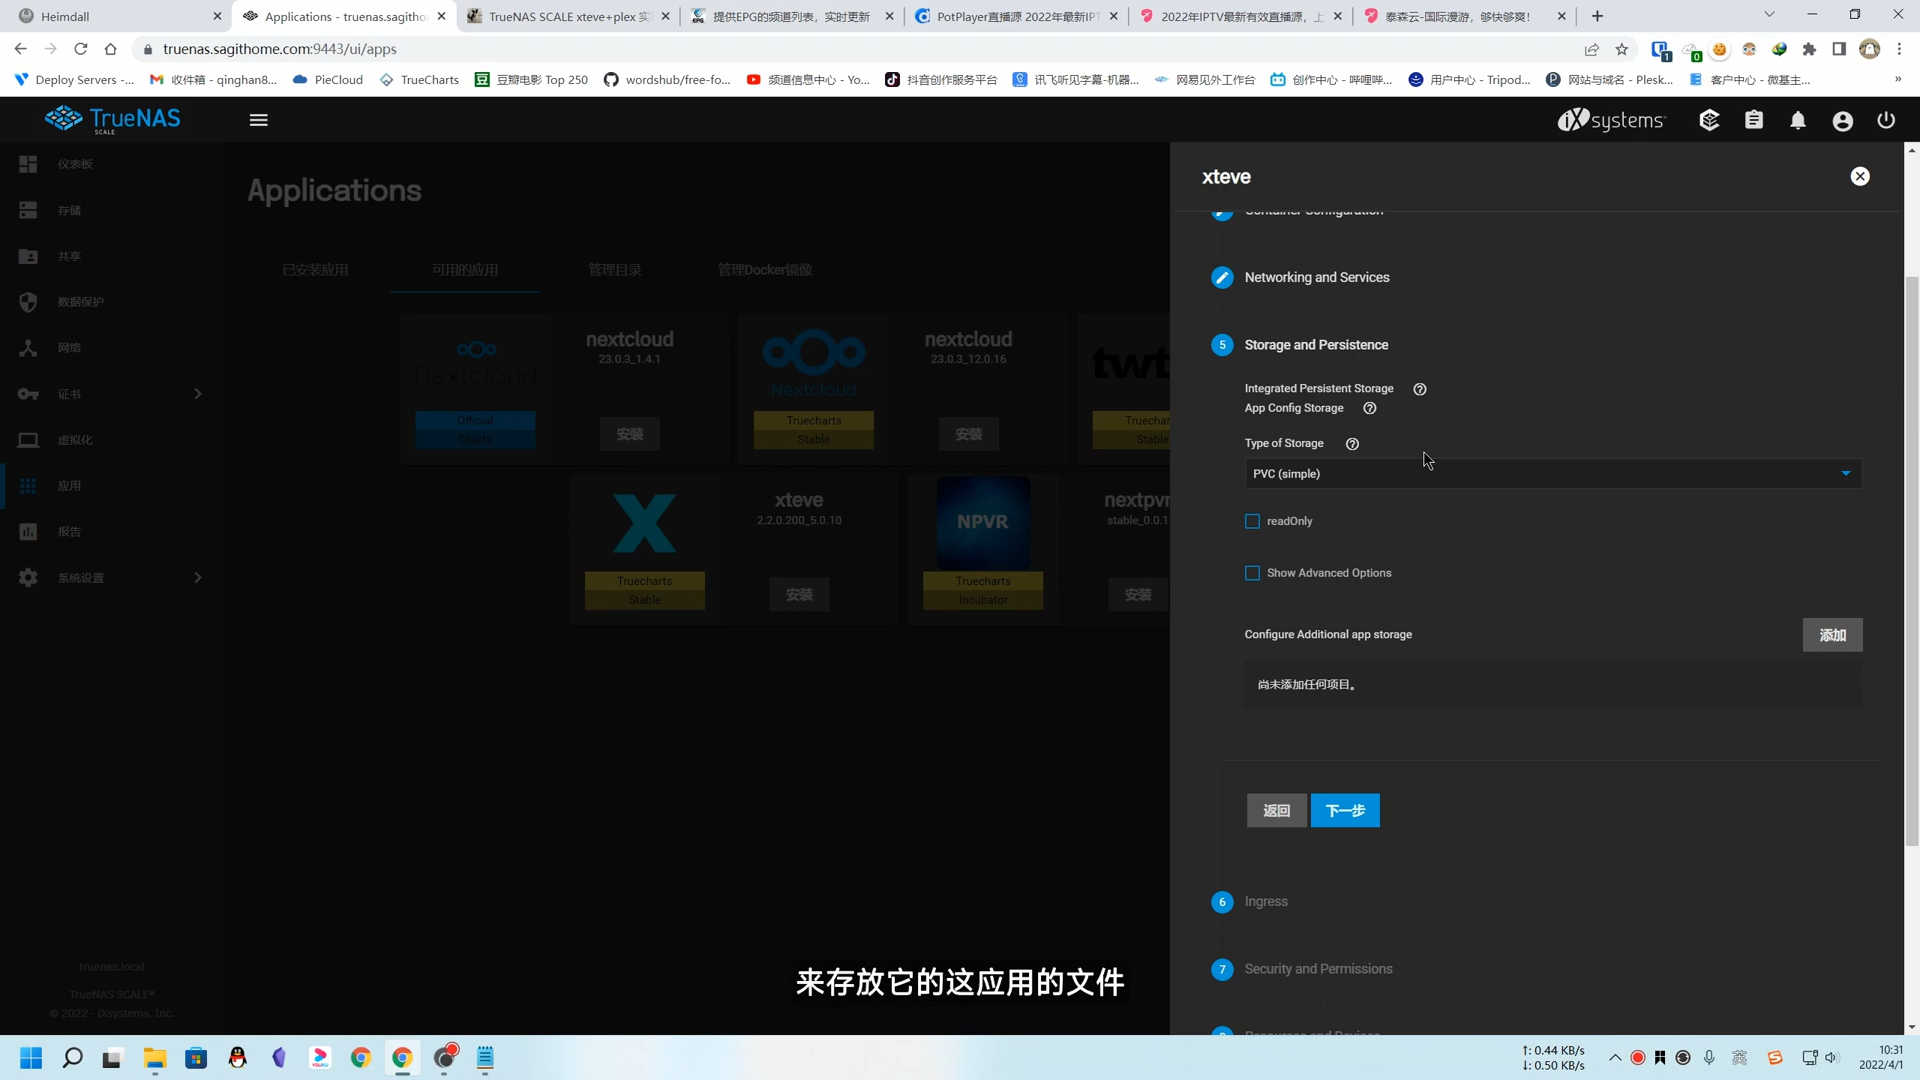 Heimdall
Applications - truenas.sagitho
TrueNAS SCALE xteve+plex 实
提供EPG的频道列表，实时更新
PotPlayer直播源 2022年最新IPT
2022年IPTV最新有效直播源，上
泰森云-国际漫游，够快够爽！
truenas.sagithome.com:9443/ui/apps
Deploy Servers -...
收件箱 - qinghan8...
PieCloud
TrueCharts
豆瓣电影 Top 250
wordshub/free-fo...
频道信息中心 - Yo...
抖音创作服务平台
讯飞听见字幕-机器...
网易见外工作台
创作中心 - 哔哩哔...
用户中心 - Tripod...
网站与域名 - Plesk...
客户中心 - 微基主...
TrueNAS
SCALE
iXsystems
仪表板
存储
共享
数据保护
网络
证书
虚拟化
应用
报告
系统设置
truenas.local
TrueNAS SCALE®
© 2022 - iXsystems, Inc.
Applications
已安装应用
可用的应用
管理目录
管理Docker镜像
Nextcloud
Official
Charts
nextcloud
23.0.3_1.4.1
安装
Nextcloud
Truecharts
Stable
nextcloud
23.0.3_12.0.16
安装
twt
Truechar
Stable
Truecharts
Stable
xteve
2.2.0.200_5.0.10
安装
NPVR
Truecharts
Incubator
nextpvr
stable_0.0.1
安装
xteve
Container Configuration
Networking and Services
5
Storage and Persistence
Integrated Persistent Storage
App Config Storage
Type of Storage
PVC (simple)
readOnly
Show Advanced Options
Configure Additional app storage
添加
尚未添加任何项目。
返回
下一步
6
Ingress
7
Security and Permissions
来存放它的这应用的文件
↑: 0.44 KB/s
↓: 0.50 KB/s
英
10:31
2022/4/1